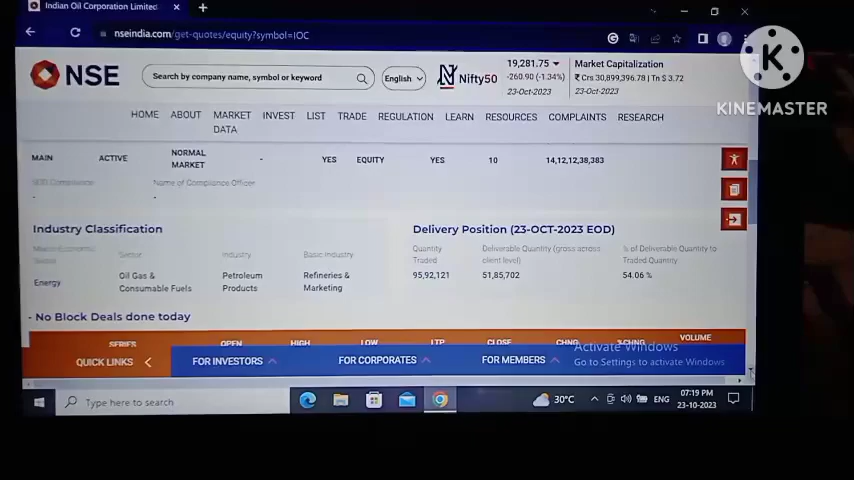 Indian Oil Corporation Limited
nseindia.com/get-quotes/equity?symbol=IOC
NSE
Search by company name, symbol or keyword
English
Nifty50
19,281.75
-260.90 (-1.34%)
23-Oct-2023
Market Capitalization
₹ Crs 30,899,396.78 | Tn $ 3.72
23-Oct-2023
KINEMASTER
HOME ABOUT MARKET DATA INVEST LIST TRADE REGULATION LEARN RESOURCES COMPLAINTS RESEARCH
MAIN ACTIVE NORMAL MARKET - YES EQUITY YES 10 14,12,12,38,383
Name of Compliance Officer
- -
Industry Classification
Sector Industry Basic Industry
Energy Oil Gas & Consumable Fuels Petroleum Products Refineries & Marketing
Delivery Position (23-OCT-2023 EOD)
Quantity Traded Deliverable Quantity (gross across client level) % of Deliverable Quantity to Traded Quantity
95,92,121 51,85,702 54.06 %
- No Block Deals done today
SERIES OPEN HIGH LOW LTP CLOSE CHNG %CHNG VOLUME
QUICK LINKS FOR INVESTORS FOR CORPORATES FOR MEMBERS
Activate Windows
Go to Settings to activate Windows
Type here to search
30°C
ENG
07:19 PM
23-10-2023